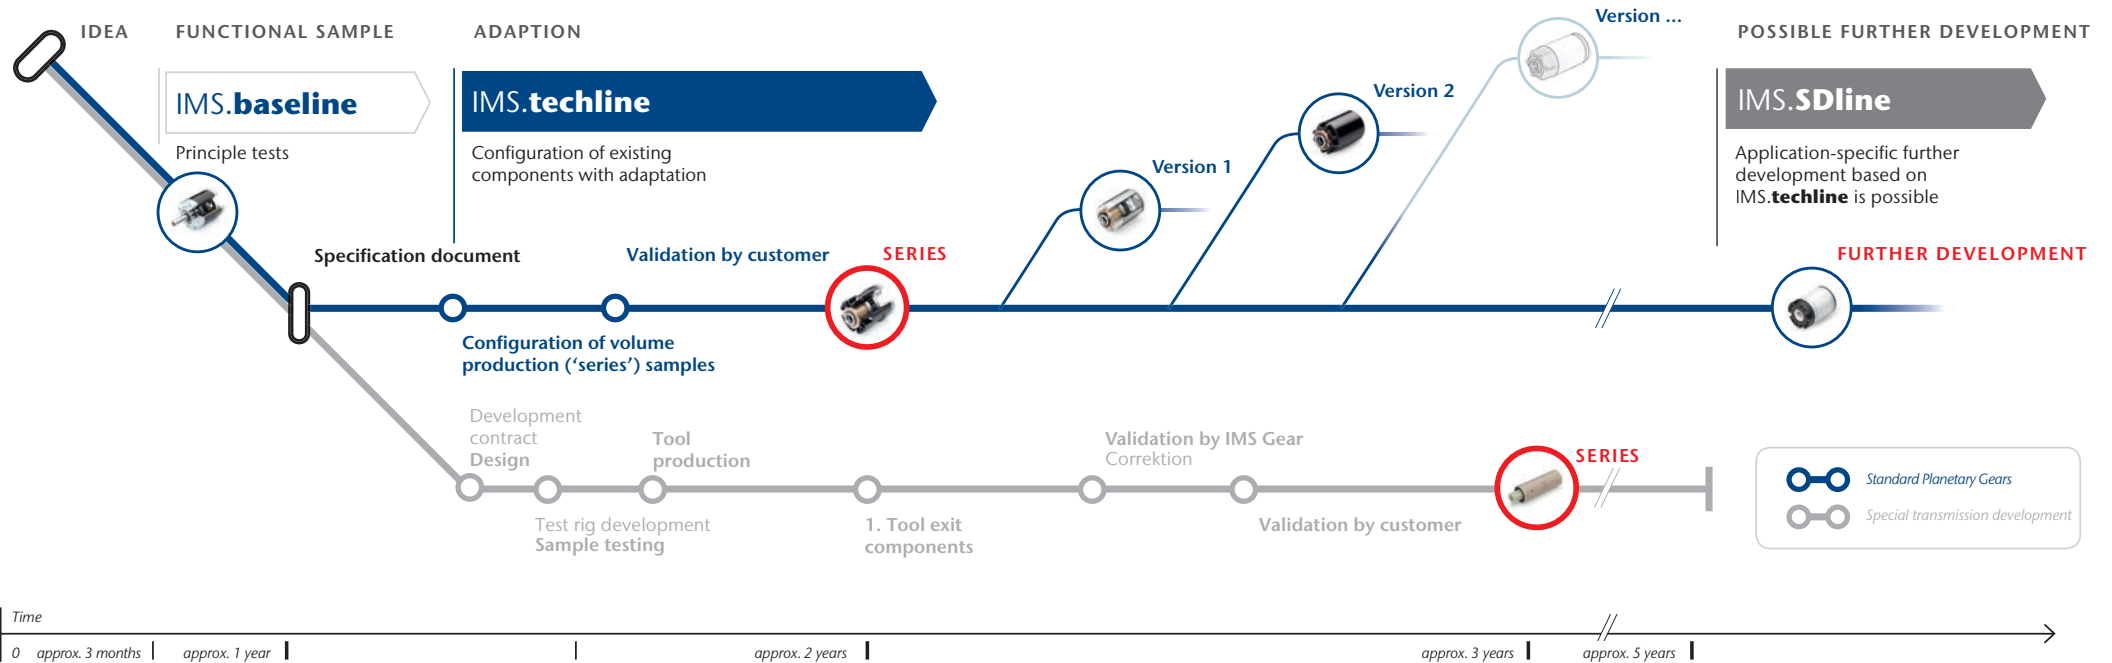 IDEA
FUNCTIONAL SAMPLE
ADAPTION
Version ...
POSSIBLE FURTHER DEVELOPMENT
IMS.baseline
Principle tests
IMS.techline
Configuration of existing
components with adaptation
Version 1
Version 2
IMS.SDline
Application-specific further
development based on
IMS.techline is possible
Specification document
Validation by customer
SERIES
FURTHER DEVELOPMENT
Configuration of volume
production (‘series’) samples
Development
contract
Design
Tool
production
Validation by IMS Gear
Correktion
SERIES
Test rig development
Sample testing
1. Tool exit
components
Validation by customer
Standard Planetary Gears
Special transmission development
Time
0 approx. 3 months approx. 1 year approx. 2 years approx. 3 years approx. 5 years